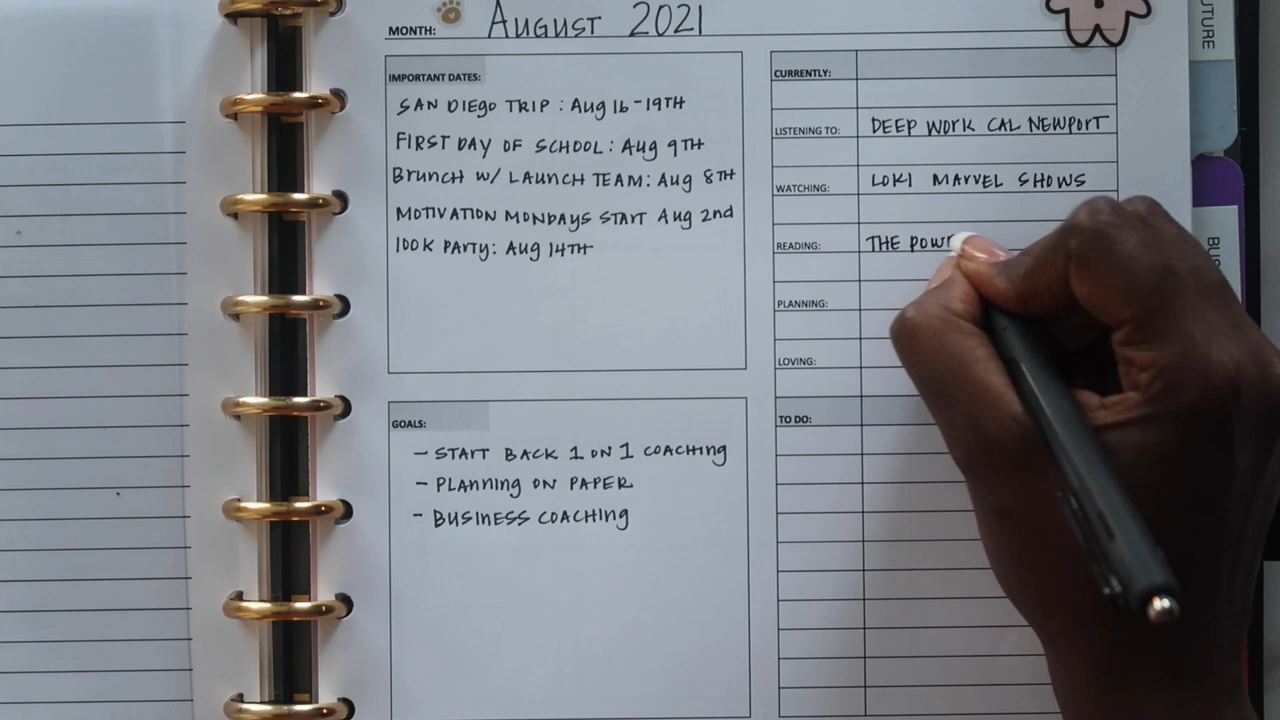 MONTH: AUGUST 2021
IMPORTANT DATES:
SAN DIEGO TRIP : Aug 16-19TH
FIRST DAY OF SCHOOL: Aug 9TH
BRUNCH W/ LAUNCH TEAM: Aug 8TH
MOTIVATION MONDAYS START Aug 2nd
100K PARTY: Aug 14TH
GOALS:
- START BACK 1 ON 1 COACHING
- PLANNING ON PAPER
- BUSINESS COACHING
CURRENTLY:
LISTENING TO: DEEP WORK CAL NEWPORT
WATCHING: LOKI MARVEL SHOWS
READING: THE
PLANNING:
LOVING:
TO DO: